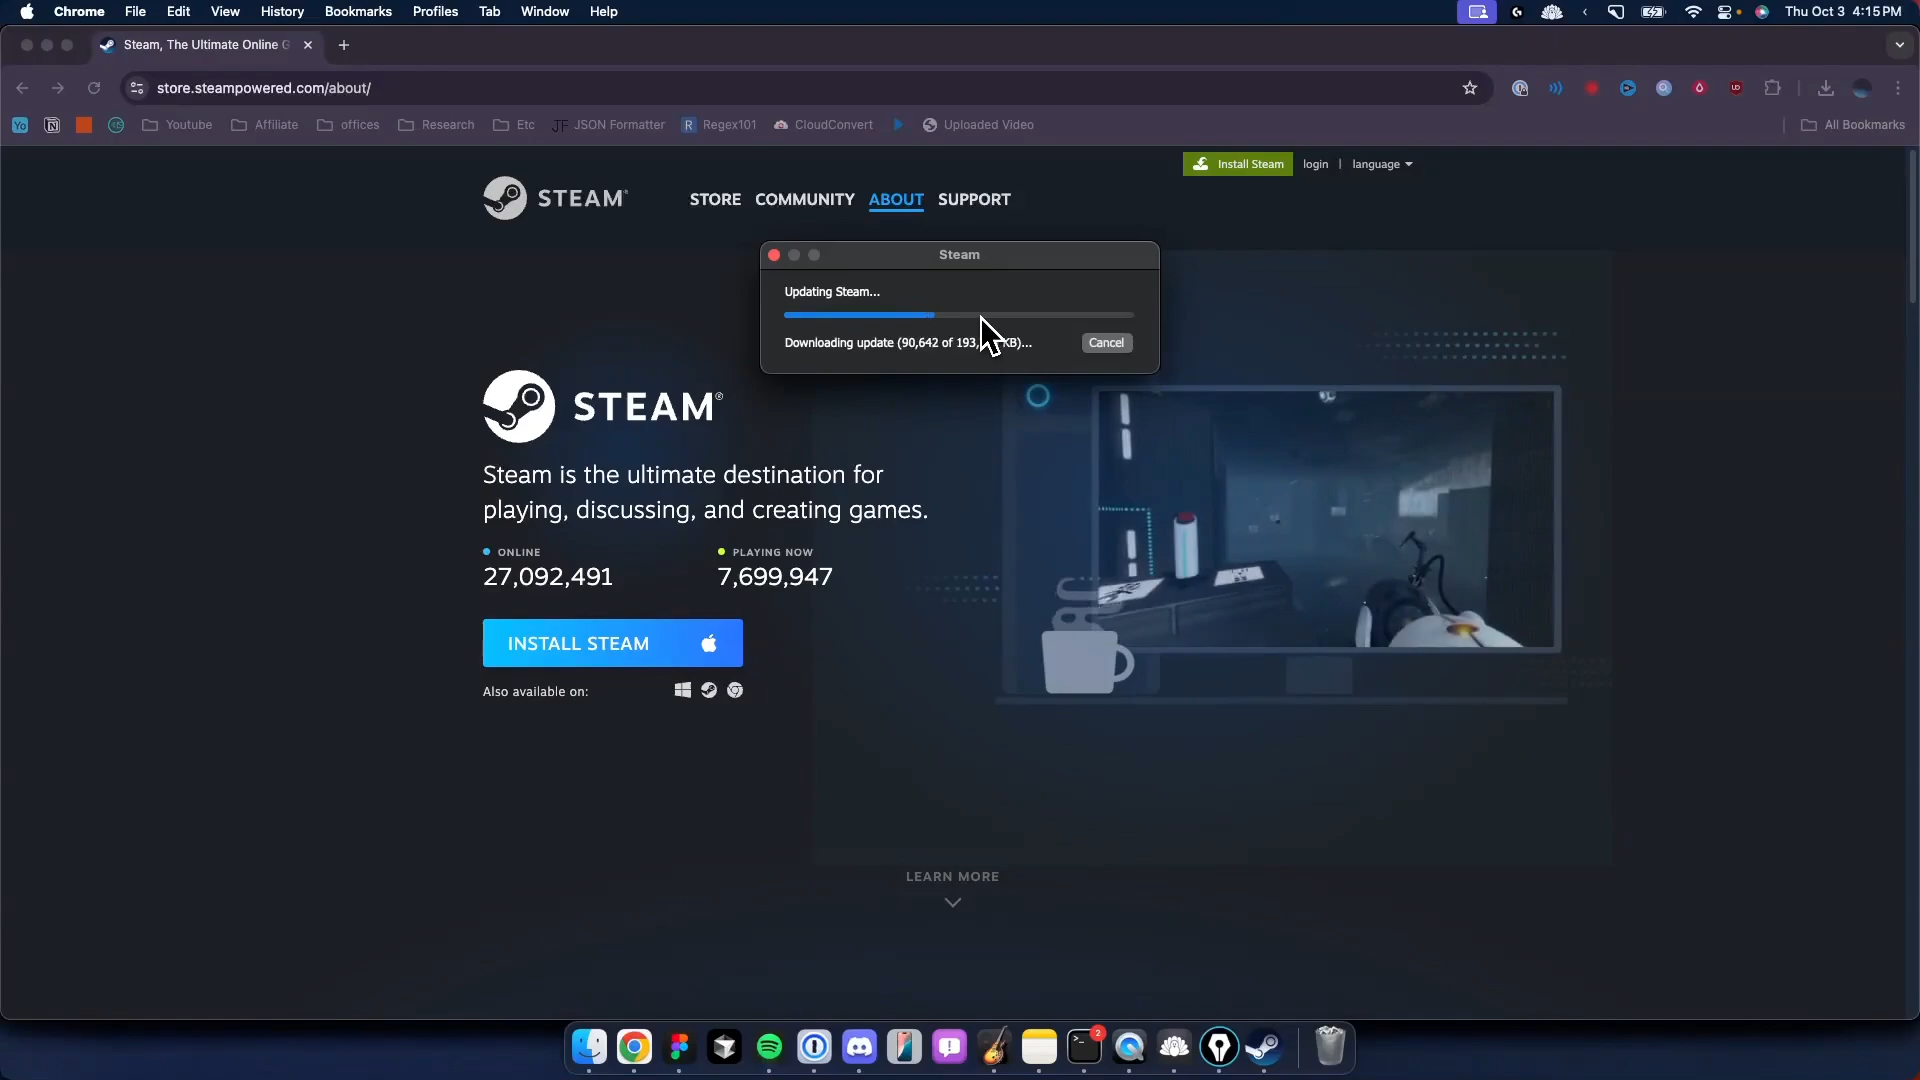 Chrome File Edit View History Bookmarks Profiles Tab Window Help
Thu Oct 3 4:15 PM
Steam, The Ultimate Online G
store.steampowered.com/about/
Youtube Affiliate offices Research Etc JSON Formatter Regex101 CloudConvert Uploaded Video All Bookmarks
Install Steam login | language
STEAM STORE COMMUNITY ABOUT SUPPORT
Steam
Updating Steam...
Downloading update (90,642 of 193, KB)...
Cancel
STEAM®
Steam is the ultimate destination for
playing, discussing, and creating games.
ONLINE PLAYING NOW
27,092,491 7,699,947
INSTALL STEAM
Also available on:
LEARN MORE
2